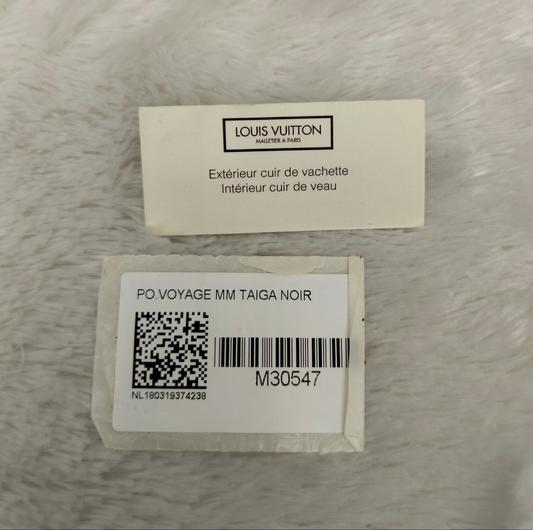 LOUIS VUITTON
MALLETIER A PARIS
Extérieur cuir de vachette
Intérieur cuir de veau
PO.VOYAGE MM TAIGA NOIR
M30547
NL180319374238